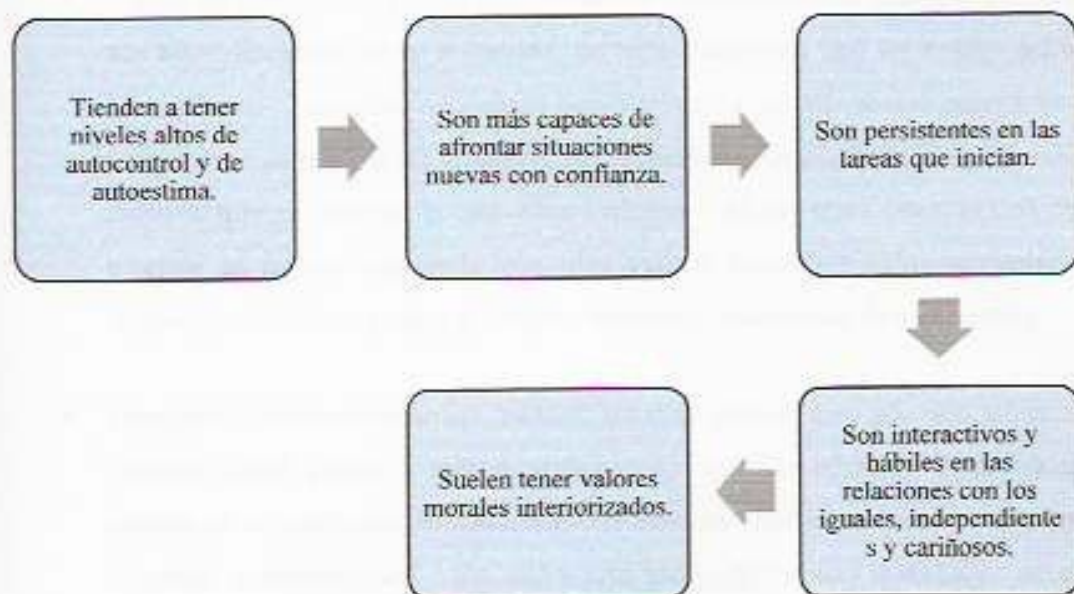 Tienden a tener
niveles altos de
autocontrol y de
autoestima.
Son más capaces de
afrontar situaciones
nuevas con confianza.
Son persistentes en las
tareas que inician.
Son interactivos y
hábiles en las
relaciones con los
iguales, independiente
s y cariñosos.
Suelen tener valores
morales interiorizados.